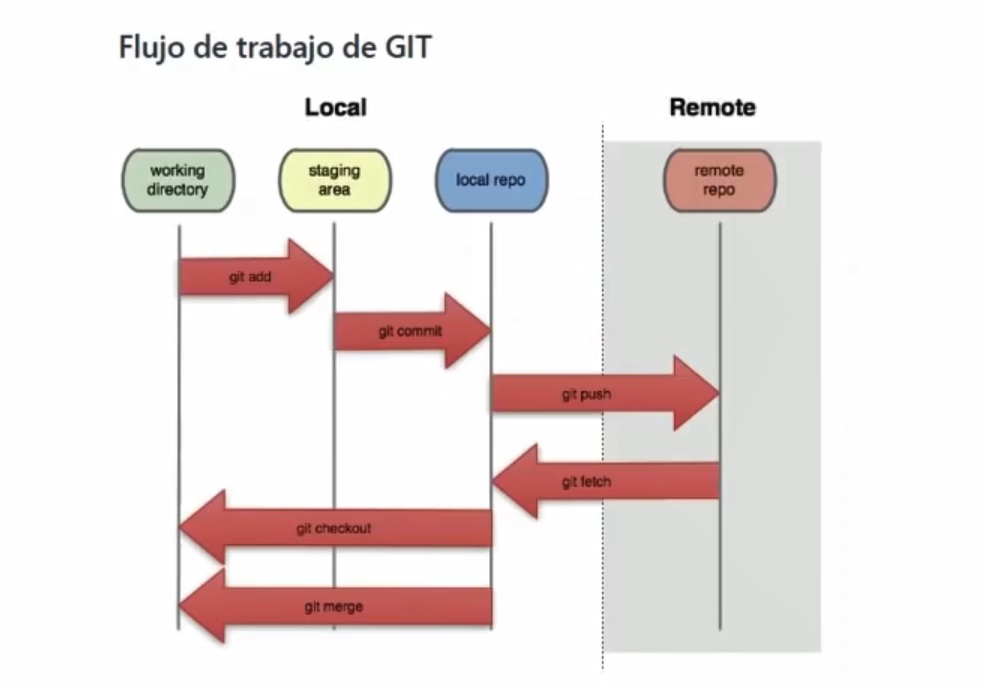 Flujo de trabajo de GIT
Local
Remote
working
directory
staging
area
local repo
remote
repo
git add
git commit
git push
git fetch
git checkout
git merge